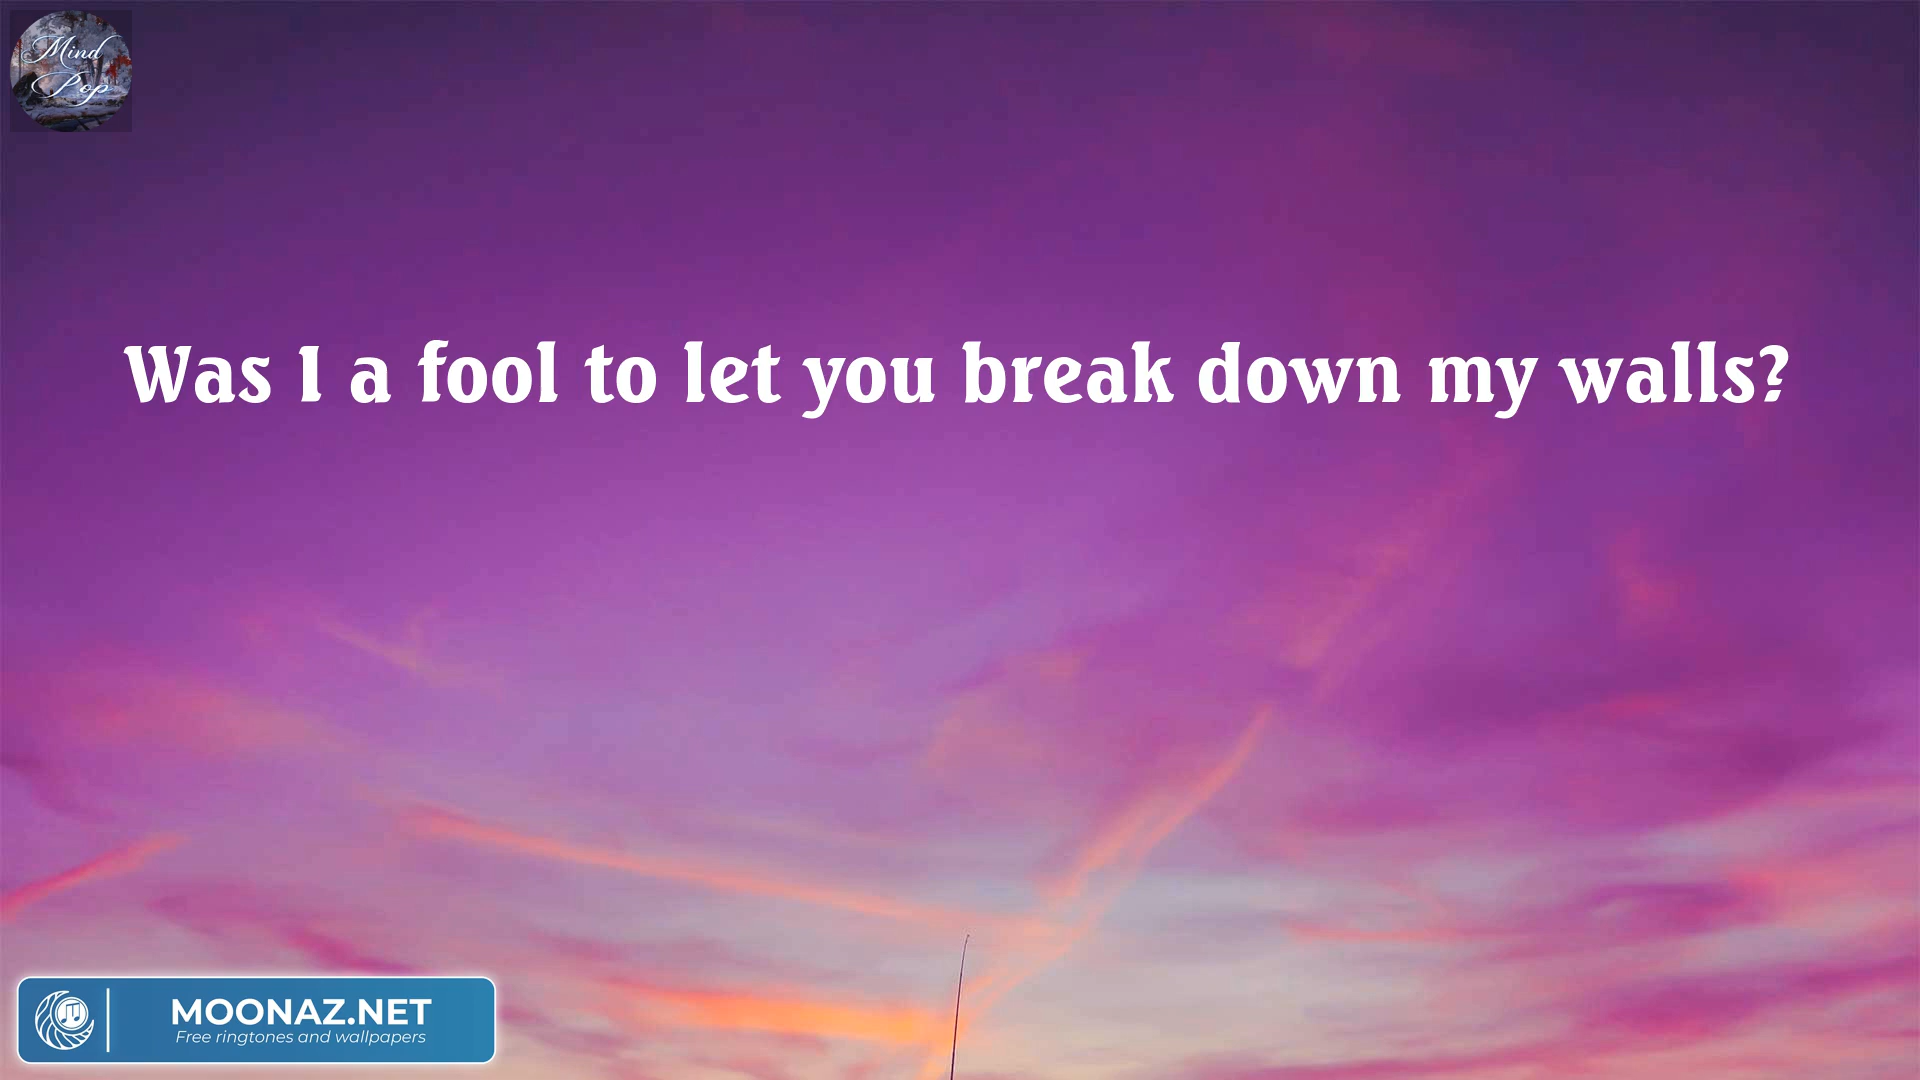 Mind
Pop
Was I a fool to let you break down my walls?
MOONAZ.NET
Free ringtones and wallpapers